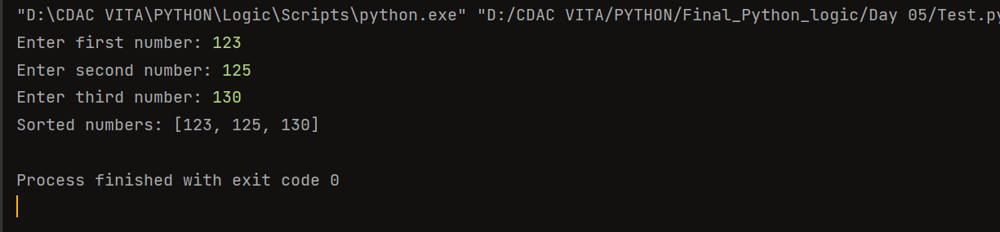 "D:\CDAC VITA\PYTHON\Logic\Scripts\python.exe" "D:/CDAC VITA/PYTHON/Final_Python_logic/Day 05/Test.py
Enter first number: 123
Enter second number: 125
Enter third number: 130
Sorted numbers: [123, 125, 130]
Process finished with exit code 0